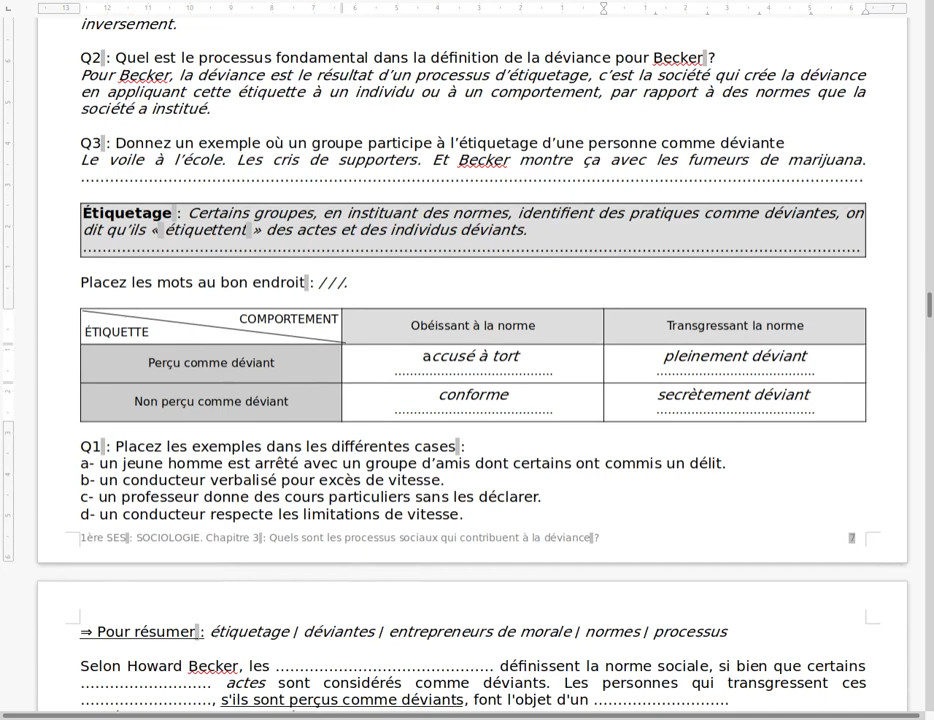 inversement.
Q2 : Quel est le processus fondamental dans la définition de la déviance pour Becker ?
Pour Becker, la déviance est le résultat d’un processus d’étiquetage, c’est la société qui crée la déviance
en appliquant cette étiquette à un individu ou à un comportement, par rapport à des normes que la
société a institué.
Q3 : Donnez un exemple où un groupe participe à l’étiquetage d’une personne comme déviante
Le voile à l’école. Les cris de supporters. Et Becker montre ça avec les fumeurs de marijuana.
Étiquetage : Certains groupes, en instituant des normes, identifient des pratiques comme déviantes, on
dit qu’ils « étiquettent » des actes et des individus déviants.
Placez les mots au bon endroit : ///.
COMPORTEMENT
ÉTIQUETTE
Obéissant à la norme
Transgressant la norme
Perçu comme déviant
accusé à tort
pleinement déviant
Non perçu comme déviant
conforme
secrètement déviant
Q1 : Placez les exemples dans les différentes cases :
a- un jeune homme est arrêté avec un groupe d’amis dont certains ont commis un délit.
b- un conducteur verbalisé pour excès de vitesse.
c- un professeur donne des cours particuliers sans les déclarer.
d- un conducteur respecte les limitations de vitesse.
1ère SES : SOCIOLOGIE. Chapitre 3 : Quels sont les processus sociaux qui contribuent à la déviance ? 7
⇒ Pour résumer : étiquetage / déviantes / entrepreneurs de morale / normes / processus
Selon Howard Becker, les ............................................ définissent la norme sociale, si bien que certains
.......................... actes sont considérés comme déviants. Les personnes qui transgressent ces
.........................., s'ils sont perçus comme déviants, font l'objet d'un ...........................